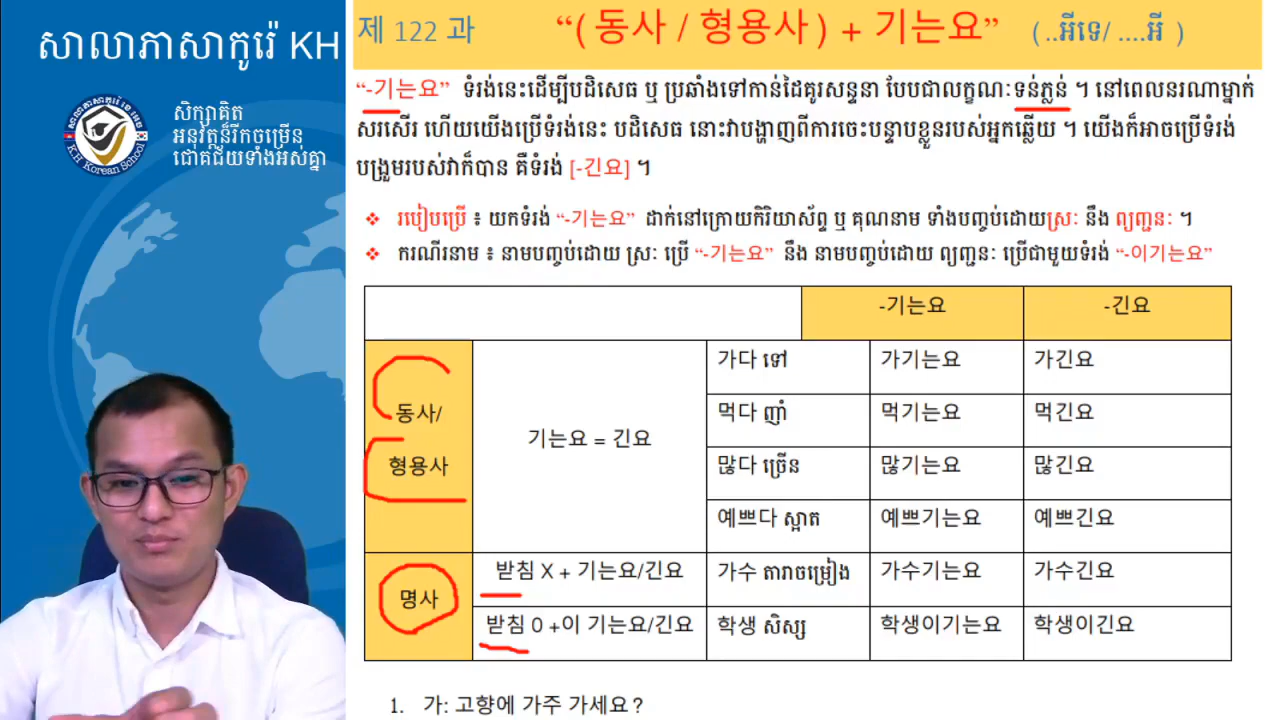 សាលាភាសាកូរ៉េ KH
제 122 과 “( 동사 / 형용사 ) + 기는요” ( ..អីទេ/ ....អី )
សិក្សាគិត
អនុវត្តន៍រីកចម្រើន
ជោគជ័យទាំងអស់គ្នា
K.H Korean School
“-기는요” ទំរង់នេះដើម្បីបដិសេធ ឬ ប្រឆាំងទៅកាន់ដៃគូរសន្ទនា បែបជាលក្ខណៈទន់ភ្លន់ ។ នៅពេលនរណាម្នាក់
សរសើរ ហើយយើងប្រើទំរង់នេះ បដិសេធ នោះវាបង្ហាញពីការចេះបន្ទាបខ្លួនរបស់អ្នកឆ្លើយ ។ យើងក៏អាចប្រើទំរង់
បង្រួមរបស់វាក៏បាន គឺទំរង់ [-긴요] ។
❖ របៀបប្រើ ៖ យកទំរង់ “-기는요” ដាក់នៅក្រោយកិរិយាស័ព្ទ ឬ គុណនាម ទាំងបញ្ចប់ដោយស្រៈ នឹង ព្យញ្ជនៈ ។
❖ ករណីរនាម ៖ នាមបញ្ចប់ដោយ ស្រៈ ប្រើ “-기는요” នឹង នាមបញ្ចប់ដោយ ព្យញ្ជនៈ ប្រើជាមួយទំរង់ “-이기는요”
-기는요 -긴요
동사/
형용사
기는요 = 긴요
가다 ទៅ 가기는요 가긴요
먹다 ញ៉ាំ 먹기는요 먹긴요
많다 ច្រើន 많기는요 많긴요
예쁘다 ស្អាត 예쁘기는요 예쁘긴요
명사
받침 X + 기는요/긴요 가수 តារាចម្រៀង 가수기는요 가수긴요
받침 0 +이 기는요/긴요 학생 សិស្ស 학생이기는요 학생이긴요
1. 가: 고향에 가주 가세요?